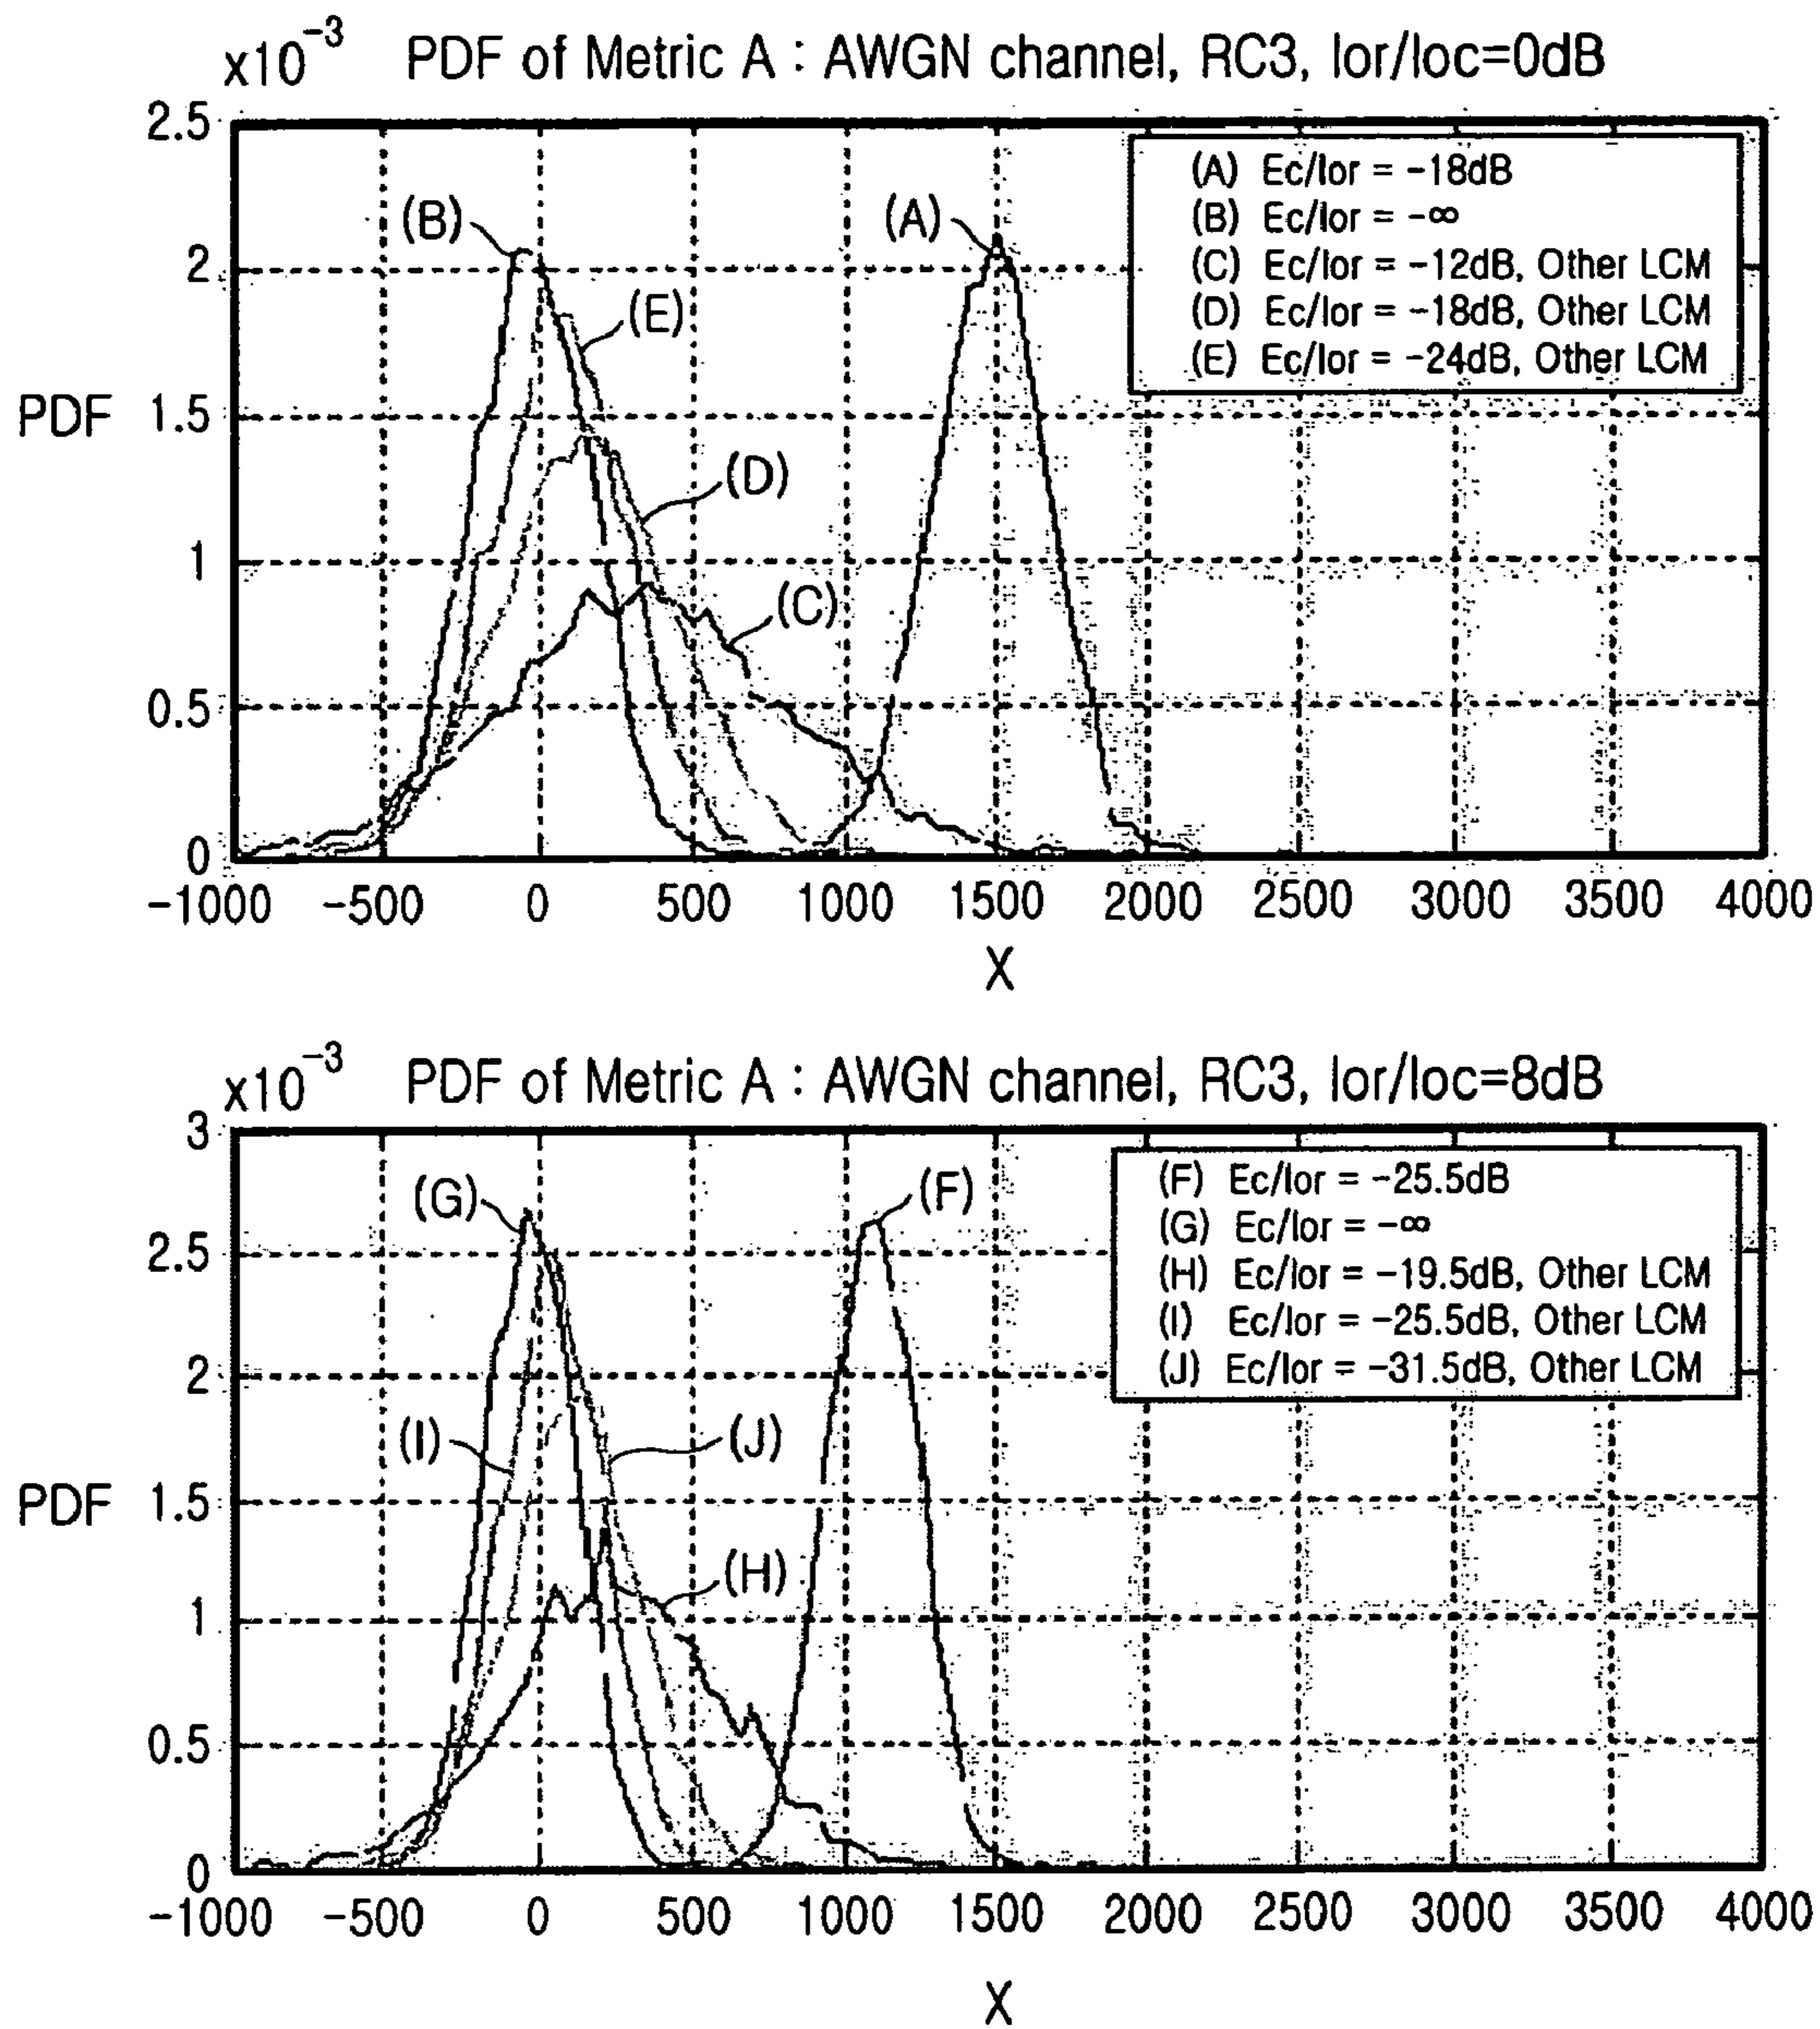 x10⁻³ PDF of Metric A : AWGN channel, RC3, Ior/Ioc=0dB
2.5
2
1.5
1
0.5
0
PDF
(B)
(A)
(E)
(D)
(C)
(A) Ec/Ior = -18dB
(B) Ec/Ior = -∞
(C) Ec/Ior = -12dB, Other LCM
(D) Ec/Ior = -18dB, Other LCM
(E) Ec/Ior = -24dB, Other LCM
-1000 -500 0 500 1000 1500 2000 2500 3000 3500 4000
X
x10⁻³ PDF of Metric A : AWGN channel, RC3, Ior/Ioc=8dB
3
2.5
2
1.5
1
0.5
0
PDF
(G)
(F)
(I)
(J)
(H)
(F) Ec/Ior = -25.5dB
(G) Ec/Ior = -∞
(H) Ec/Ior = -19.5dB, Other LCM
(I) Ec/Ior = -25.5dB, Other LCM
(J) Ec/Ior = -31.5dB, Other LCM
-1000 -500 0 500 1000 1500 2000 2500 3000 3500 4000
X